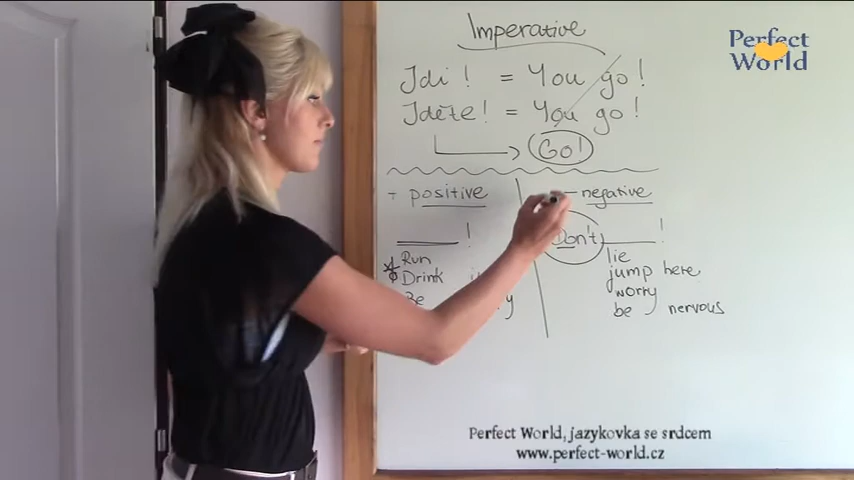 Imperative
Perfect
World
Jdi! = You go!
Jděte! = You go!
Go!
+ positive
- negative
!
Don't !
Run
lie
Drink
jump here
Be
worry
be nervous
Perfect World, jazykovka se srdcem
www.perfect-world.cz